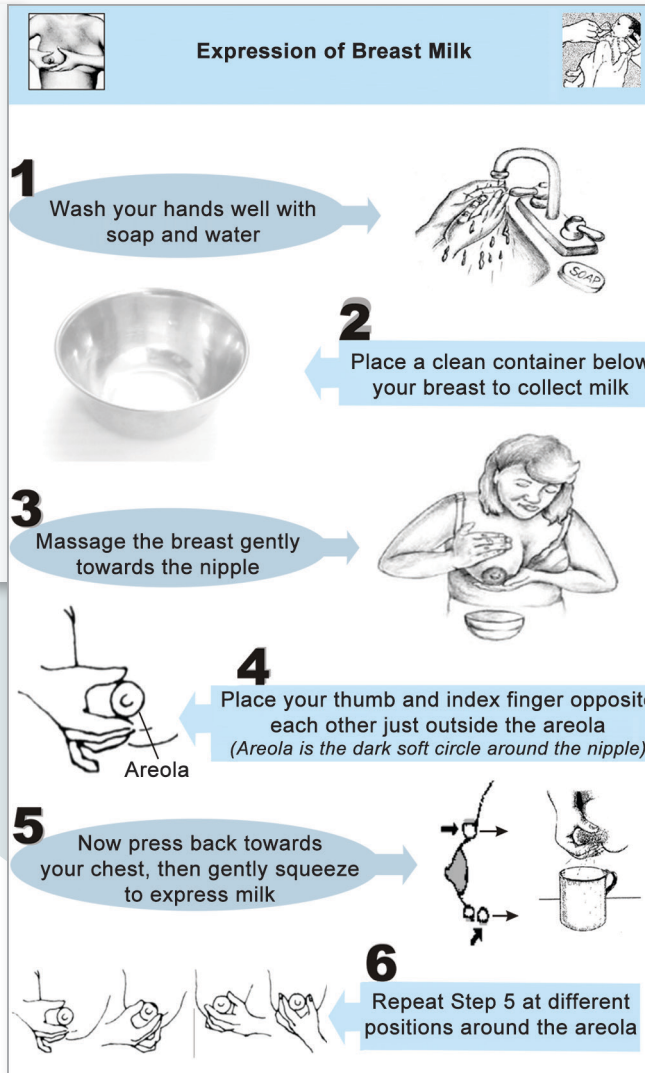 Expression of Breast Milk
1
Wash your hands well with
soap and water
SOAP
2
Place a clean container below
your breast to collect milk
3
Massage the breast gently
towards the nipple
4
Place your thumb and index finger opposite
each other just outside the areola
(Areola is the dark soft circle around the nipple)
Areola
5
Now press back towards
your chest, then gently squeeze
to express milk
6
Repeat Step 5 at different
positions around the areola